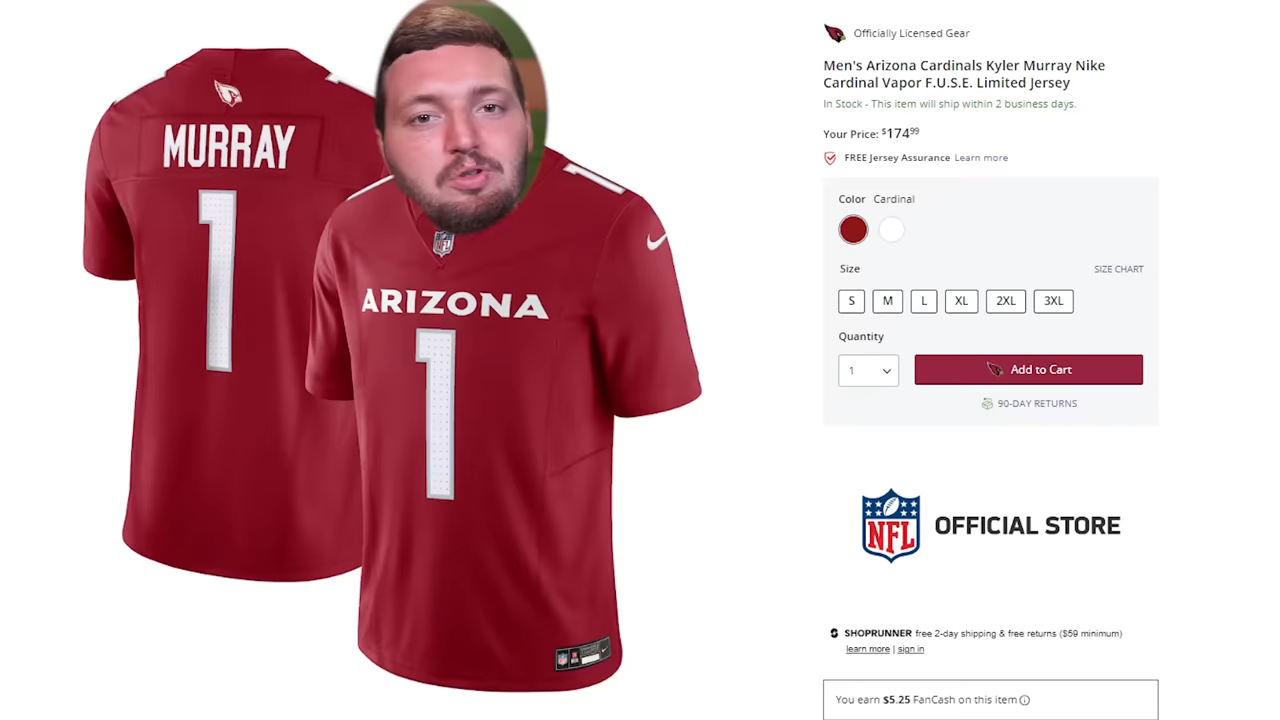 MURRAY
1
1
ARIZONA
1
NFL
Officially Licensed Gear
Men's Arizona Cardinals Kyler Murray Nike
Cardinal Vapor F.U.S.E. Limited Jersey
In Stock - This item will ship within 2 business days.
Your Price: $174.99
FREE Jersey Assurance Learn more
Color Cardinal
Size SIZE CHART
S M L XL 2XL 3XL
Quantity
1 Add to Cart
90-DAY RETURNS
NFL OFFICIAL STORE
SHOPRUNNER free 2-day shipping & free returns ($59 minimum)
learn more | sign in
You earn $5.25 FanCash on this item